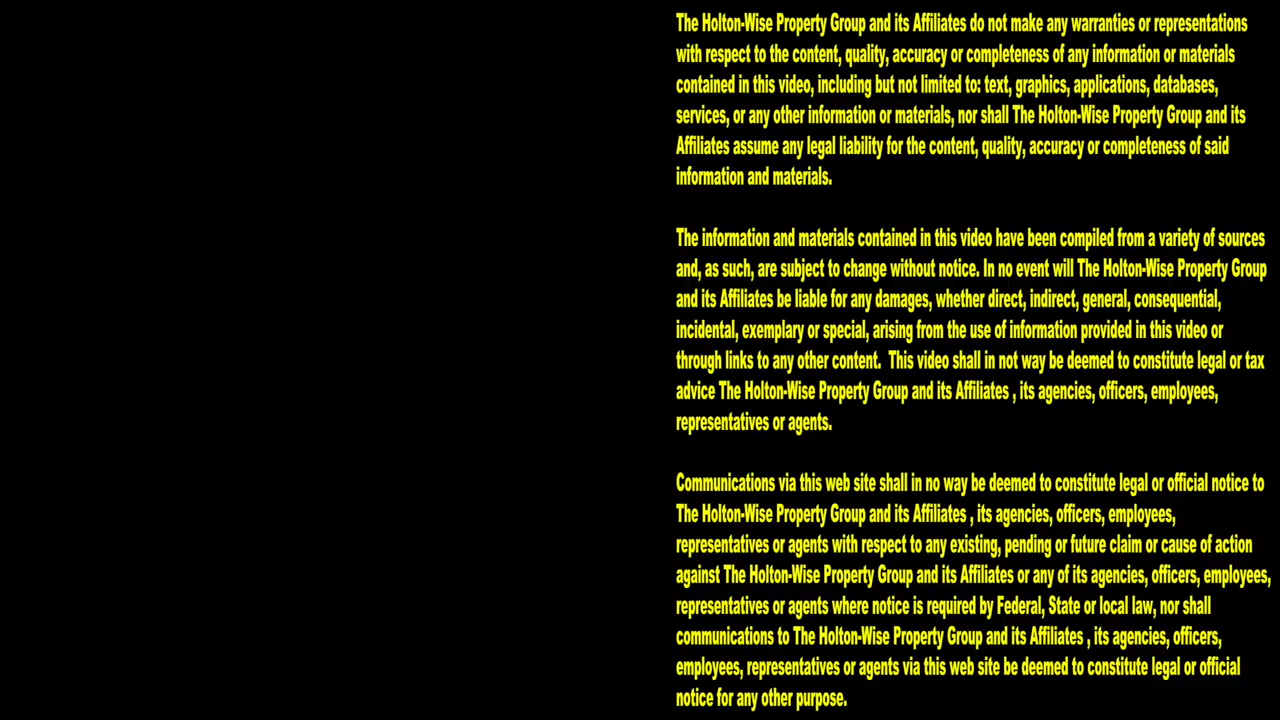 The Holton-Wise Property Group and its Affiliates do not make any warranties or representations
with respect to the content, quality, accuracy or completeness of any information or materials
contained in this video, including but not limited to: text, graphics, applications, databases,
services, or any other information or materials, nor shall The Holton-Wise Property Group and its
Affiliates assume any legal liability for the content, quality, accuracy or completeness of said
information and materials.
The information and materials contained in this video have been compiled from a variety of sources
and, as such, are subject to change without notice. In no event will The Holton-Wise Property Group
and its Affiliates be liable for any damages, whether direct, indirect, general, consequential,
incidental, exemplary or special, arising from the use of information provided in this video or
through links to any other content.  This video shall in not way be deemed to constitute legal or tax
advice The Holton-Wise Property Group and its Affiliates , its agencies, officers, employees,
representatives or agents.
Communications via this web site shall in no way be deemed to constitute legal or official notice to
The Holton-Wise Property Group and its Affiliates , its agencies, officers, employees,
representatives or agents with respect to any existing, pending or future claim or cause of action
against The Holton-Wise Property Group and its Affiliates or any of its agencies, officers, employees,
representatives or agents where notice is required by Federal, State or local law, nor shall
communications to The Holton-Wise Property Group and its Affiliates , its agencies, officers,
employees, representatives or agents via this web site be deemed to constitute legal or official
notice for any other purpose.